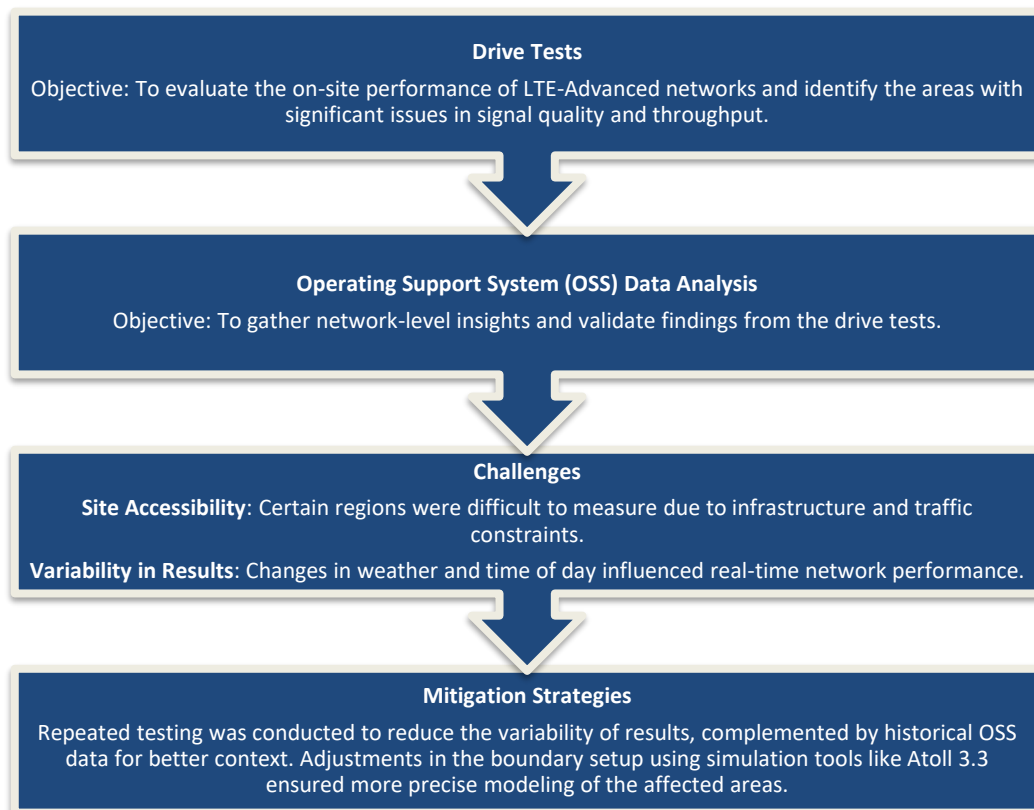 Drive Tests
Objective: To evaluate the on-site performance of LTE-Advanced networks and identify the areas with
significant issues in signal quality and throughput.
Operating Support System (OSS) Data Analysis
Objective: To gather network-level insights and validate findings from the drive tests.
Challenges
Site Accessibility: Certain regions were difficult to measure due to infrastructure and traffic
constraints.
Variability in Results: Changes in weather and time of day influenced real-time network performance.
Mitigation Strategies
Repeated testing was conducted to reduce the variability of results, complemented by historical OSS
data for better context. Adjustments in the boundary setup using simulation tools like Atoll 3.3
ensured more precise modeling of the affected areas.